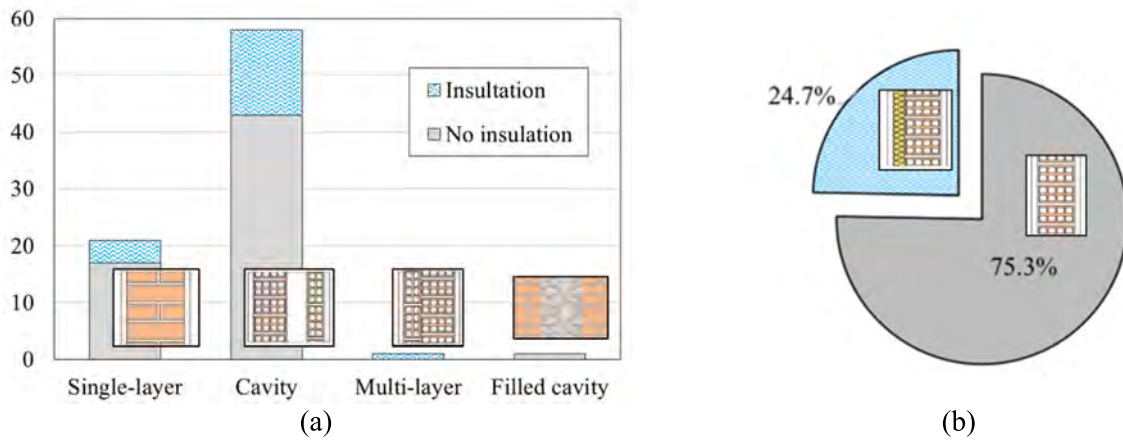 60
50
40
30
20
10
0
Insultation
No insulation
Single-layer Cavity Multi-layer Filled cavity
(a)
24.7%
75.3%
(b)